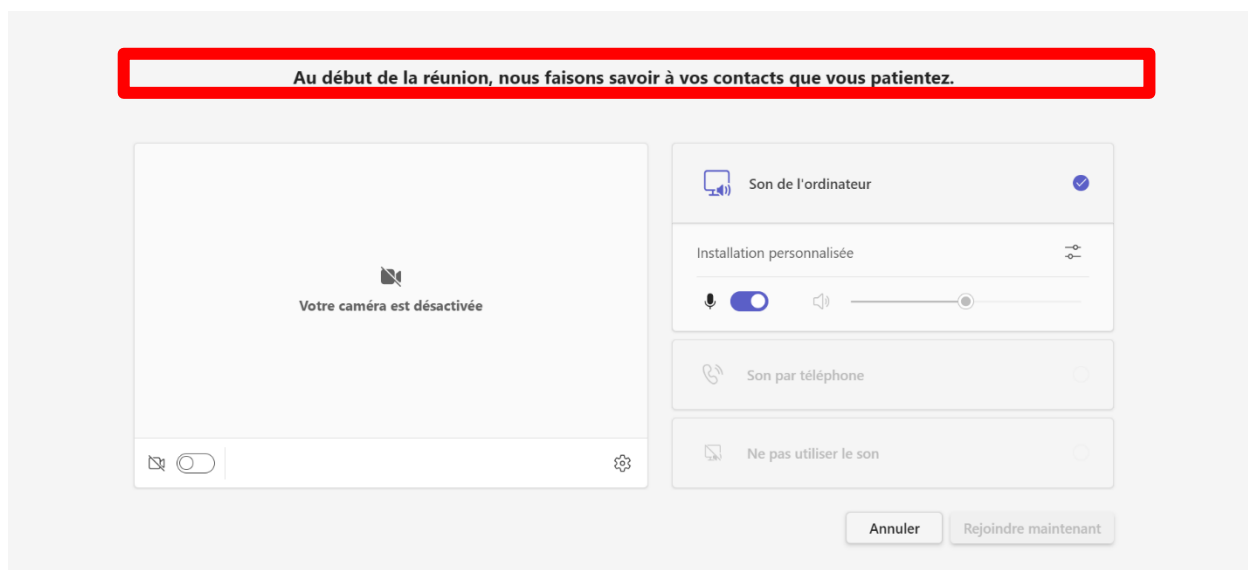 Au début de la réunion, nous faisons savoir à vos contacts que vous patientez.
Son de l'ordinateur
Installation personnalisée
Votre caméra est désactivée
Son par téléphone
Ne pas utiliser le son
Annuler
Rejoindre maintenant